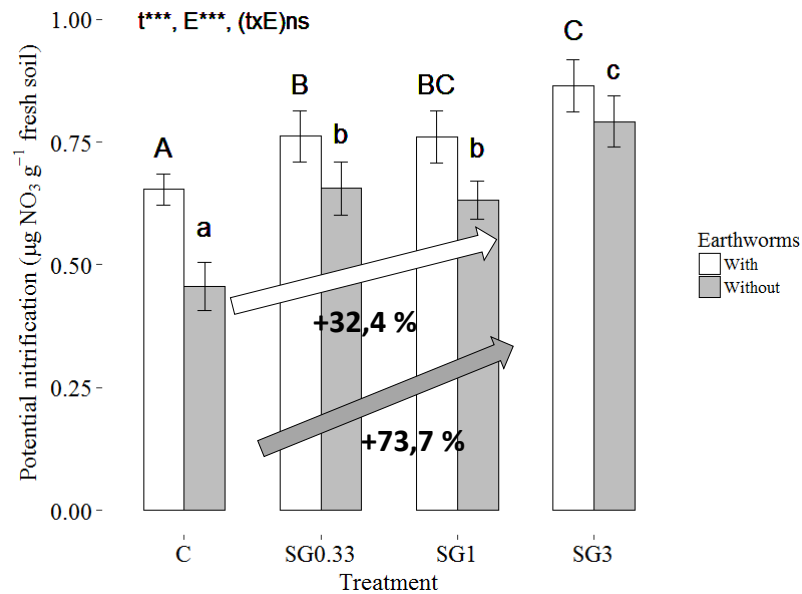 t***, E***, (txE)ns
Potential nitrification (µg NO₃ g⁻¹ fresh soil)
1.00
0.75
0.50
0.25
0.00
A
a
B
b
BC
b
C
c
+32,4 %
+73,7 %
C
SG0.33
SG1
SG3
Treatment
Earthworms
With
Without